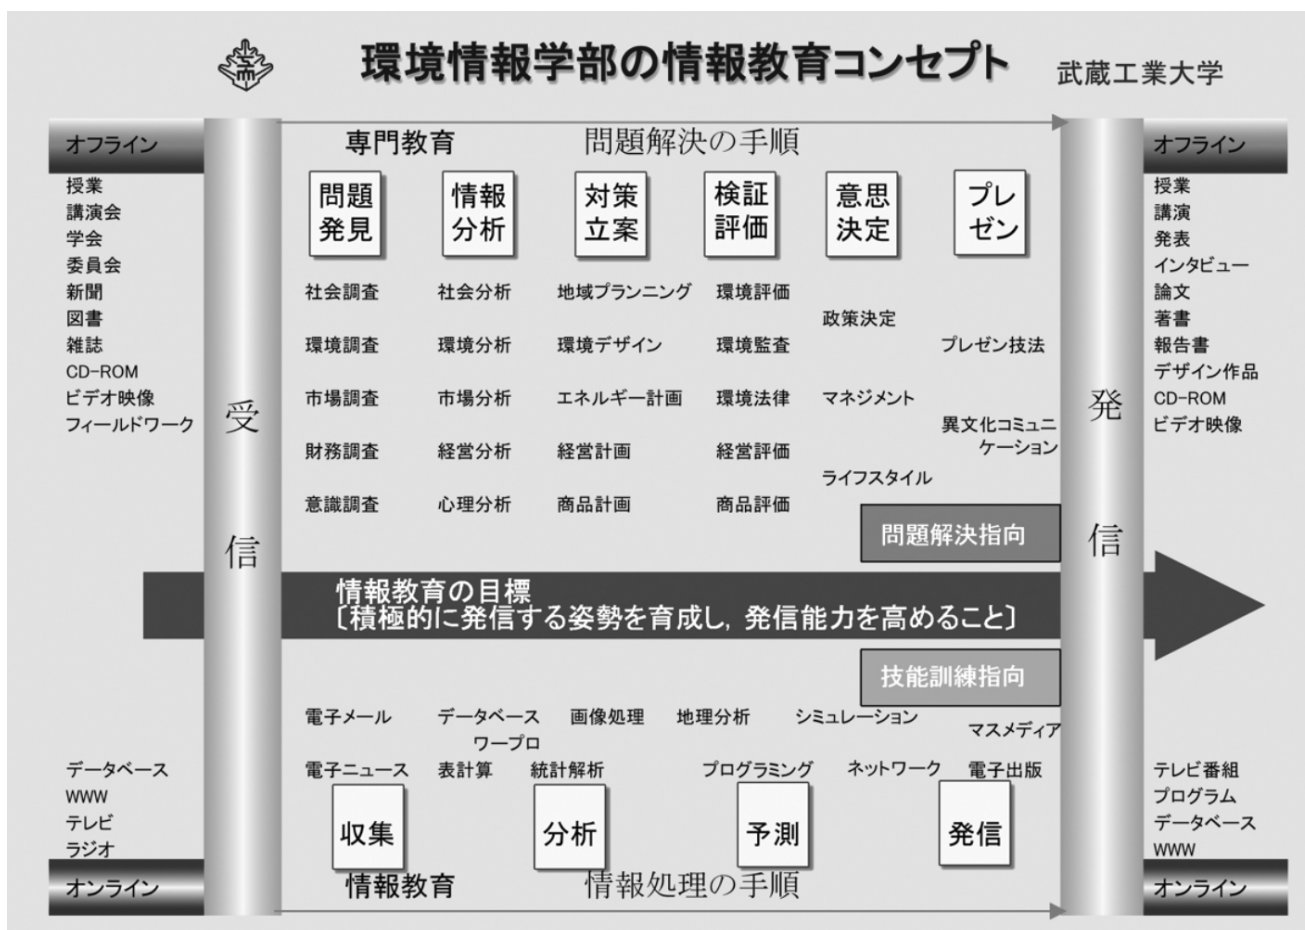 環境情報学部の情報教育コンセプト
武蔵工業大学
オフライン
授業
講演会
学会
委員会
新聞
図書
雑誌
CD-ROM
ビデオ映像
フィールドワーク
データベース
WWW
テレビ
ラジオ
オンライン
受
信
専門教育
問題解決の手順
問題
発見
情報
分析
対策
立案
検証
評価
意思
決定
プレ
ゼン
社会調査
環境調査
市場調査
財務調査
意識調査
社会分析
環境分析
市場分析
経営分析
心理分析
地域プランニング
環境デザイン
エネルギー計画
経営計画
商品計画
環境評価
環境監査
環境法律
経営評価
商品評価
政策決定
マネジメント
ライフスタイル
プレゼン技法
異文化コミュニ
ケーション
問題解決指向
情報教育の目標
〔積極的に発信する姿勢を育成し，発信能力を高めること〕
技能訓練指向
電子メール
データベース
画像処理
地理分析
シミュレーション
マスメディア
ワープロ
電子ニュース
表計算
統計解析
プログラミング
ネットワーク
電子出版
収集
分析
予測
発信
情報教育
情報処理の手順
発
信
オフライン
授業
講演
発表
インタビュー
論文
著書
報告書
デザイン作品
CD-ROM
ビデオ映像
テレビ番組
プログラム
データベース
WWW
オンライン